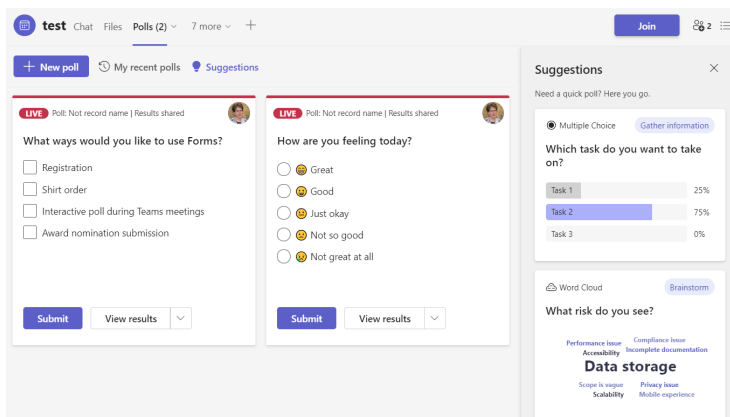 test Chat Files Polls (2) 7 more Join 2
New poll My recent polls Suggestions
LIVE Poll: Not record name | Results shared
What ways would you like to use Forms?
Registration
Shirt order
Interactive poll during Teams meetings
Award nomination submission
Submit View results
LIVE Poll: Not record name | Results shared
How are you feeling today?
Great
Good
Just okay
Not so good
Not great at all
Submit View results
Suggestions
Need a quick poll? Here you go.
Multiple Choice Gather information
Which task do you want to take
on?
Task 1 25%
Task 2 75%
Task 3 0%
Word Cloud Brainstorm
What risk do you see?
Performance issue Compliance issue
Accessibility Incomplete documentation
Data storage
Scope is vague Privacy issue
Scalability Mobile experience